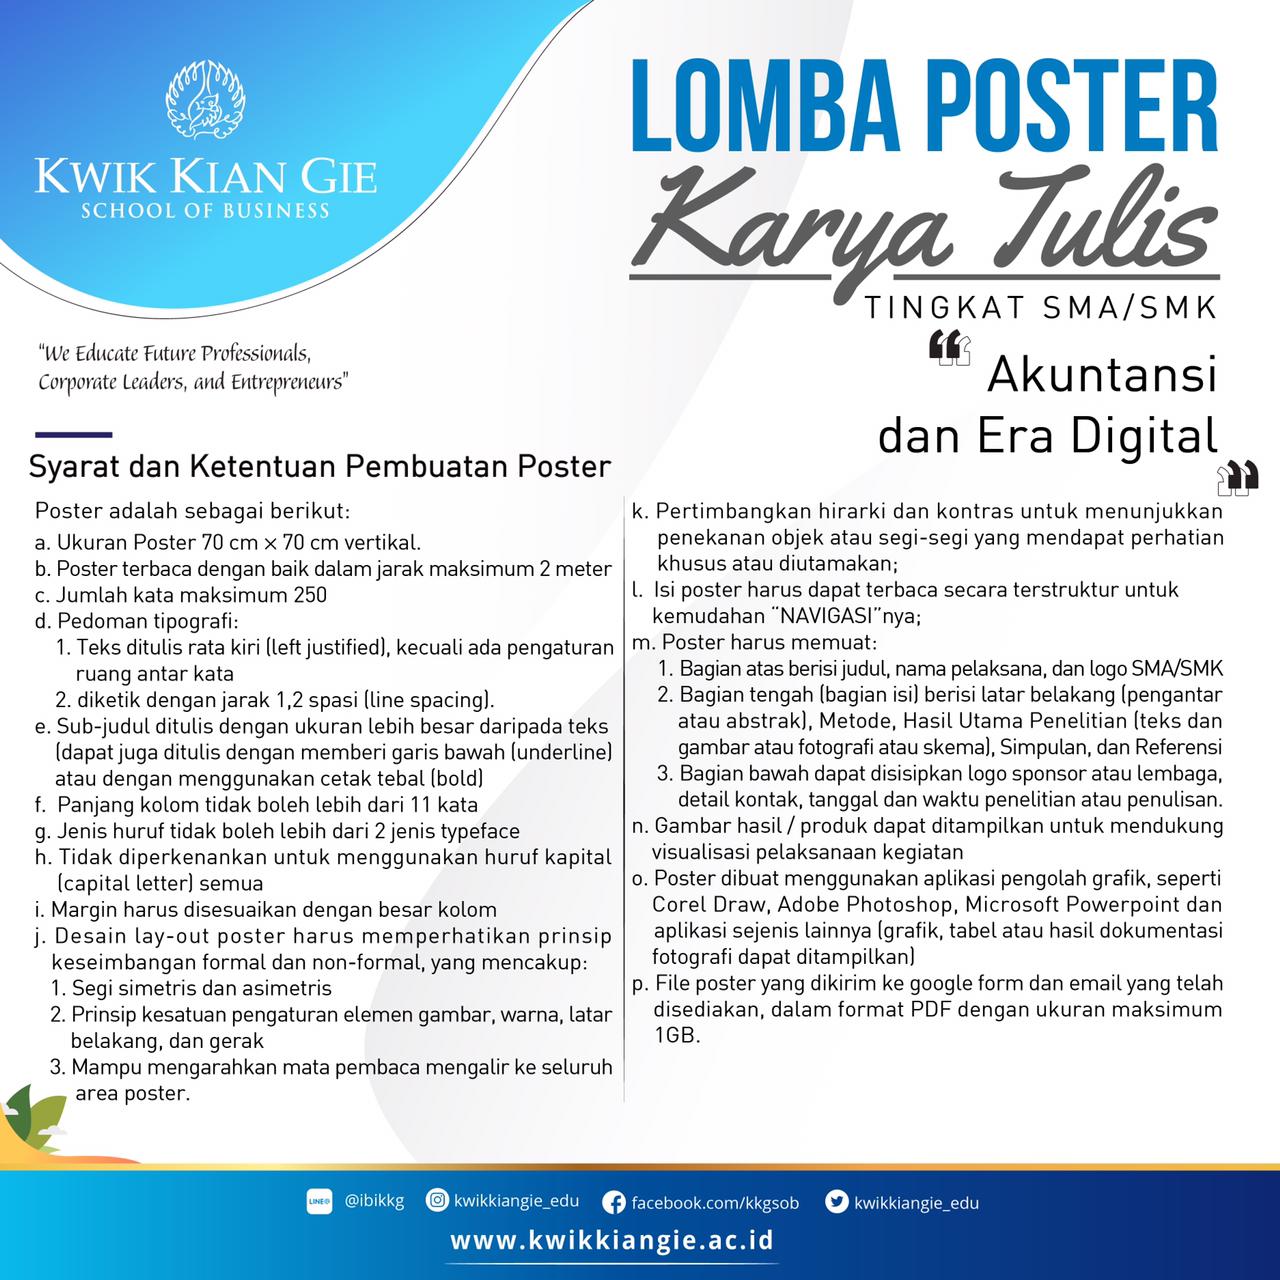 KWIK KIAN GIE
SCHOOL OF BUSINESS
LOMBA POSTER
Karya Tulis
TINGKAT SMA/SMK
"We Educate Future Professionals,
Corporate Leaders, and Entrepreneurs"
“Akuntansi
dan Era Digital”
Syarat dan Ketentuan Pembuatan Poster
Poster adalah sebagai berikut:
a. Ukuran Poster 70 cm × 70 cm vertikal.
b. Poster terbaca dengan baik dalam jarak maksimum 2 meter
c. Jumlah kata maksimum 250
d. Pedoman tipografi:
1. Teks ditulis rata kiri (left justified), kecuali ada pengaturan
ruang antar kata
2. diketik dengan jarak 1,2 spasi (line spacing).
e. Sub-judul ditulis dengan ukuran lebih besar daripada teks
(dapat juga ditulis dengan memberi garis bawah (underline)
atau dengan menggunakan cetak tebal (bold)
f. Panjang kolom tidak boleh lebih dari 11 kata
g. Jenis huruf tidak boleh lebih dari 2 jenis typeface
h. Tidak diperkenankan untuk menggunakan huruf kapital
(capital letter) semua
i. Margin harus disesuaikan dengan besar kolom
j. Desain lay-out poster harus memperhatikan prinsip
keseimbangan formal dan non-formal, yang mencakup:
1. Segi simetris dan asimetris
2. Prinsip kesatuan pengaturan elemen gambar, warna, latar
belakang, dan gerak
3. Mampu mengarahkan mata pembaca mengalir ke seluruh
area poster.
k. Pertimbangkan hirarki dan kontras untuk menunjukkan
penekanan objek atau segi-segi yang mendapat perhatian
khusus atau diutamakan;
l. Isi poster harus dapat terbaca secara terstruktur untuk
kemudahan "NAVIGASI"nya;
m. Poster harus memuat:
1. Bagian atas berisi judul, nama pelaksana, dan logo SMA/SMK
2. Bagian tengah (bagian isi) berisi latar belakang (pengantar
atau abstrak), Metode, Hasil Utama Penelitian (teks dan
gambar atau fotografi atau skema), Simpulan, dan Referensi
3. Bagian bawah dapat disisipkan logo sponsor atau lembaga,
detail kontak, tanggal dan waktu penelitian atau penulisan.
n. Gambar hasil / produk dapat ditampilkan untuk mendukung
visualisasi pelaksanaan kegiatan
o. Poster dibuat menggunakan aplikasi pengolah grafik, seperti
Corel Draw, Adobe Photoshop, Microsoft Powerpoint dan
aplikasi sejenis lainnya (grafik, tabel atau hasil dokumentasi
fotografi dapat ditampilkan)
p. File poster yang dikirim ke google form dan email yang telah
disediakan, dalam format PDF dengan ukuran maksimum
1GB.
LINE@ @ibikkg kwikkiangie_edu facebook.com/kkgsob kwikkiangie_edu
www.kwikkiangie.ac.id